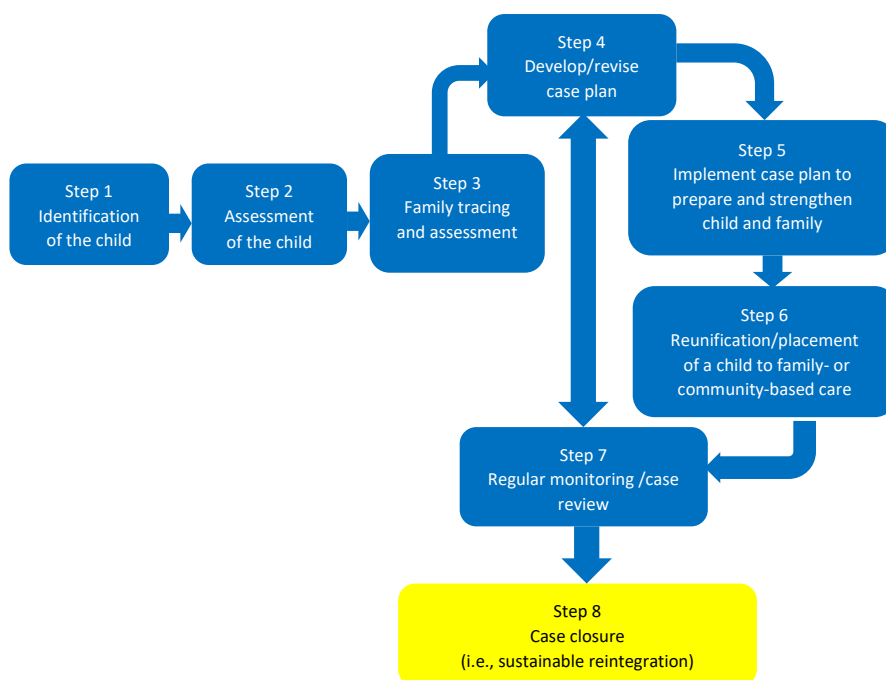 Step 1
Identification
of the child
Step 2
Assessment
of the child
Step 3
Family tracing
and assessment
Step 4
Develop/revise
case plan
Step 5
Implement case plan to
prepare and strengthen
child and family
Step 6
Reunification/placement
of a child to family- or
community-based care
Step 7
Regular monitoring /case
review
Step 8
Case closure
(i.e., sustainable reintegration)